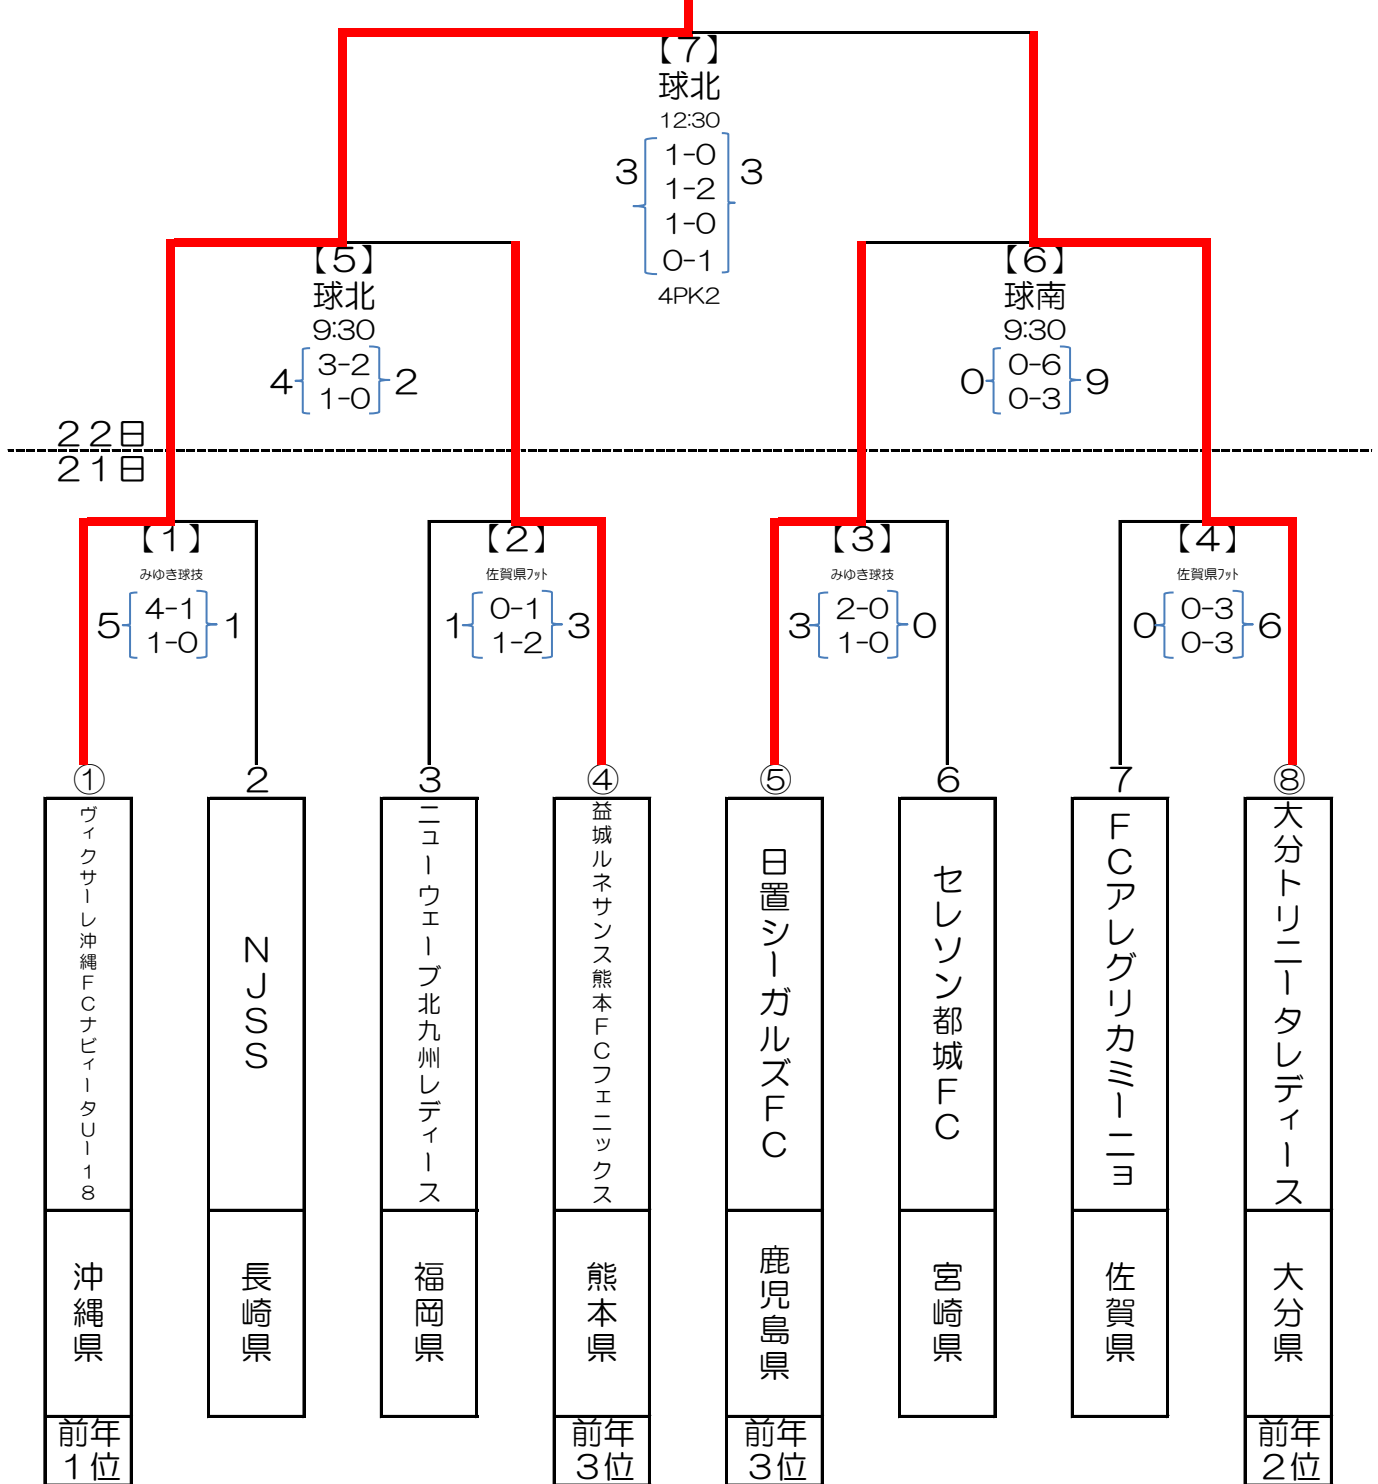 【7】
球北
12:30
3 1-0 3
1-2
1-0
0-1
4PK2
【5】
球北
9:30
4 3-2 2
1-0
【6】
球南
9:30
0 0-6 9
0-3
22日
21日
【1】
みゆき球技
5 4-1 1
1-0
【2】
佐賀県フット
1 0-1 3
1-2
【3】
みゆき球技
3 2-0 0
1-0
【4】
佐賀県フット
0 0-3 6
0-3
①
ヴィクサーレ沖縄FCナビィータU-18
沖縄県
前年
1位
2
NJSS
長崎県
3
ニューウェーブ北九州レディース
福岡県
④
益城ルネサンス熊本FCフェニックス
熊本県
前年
3位
⑤
日置シーガルズFC
鹿児島県
前年
3位
6
セレソン都城FC
宮崎県
7
FCアレグリカミーニョ
佐賀県
⑧
大分トリニータレディース
大分県
前年
2位